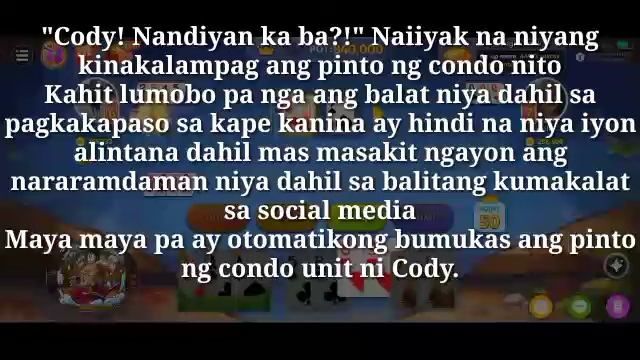 "Cody! Nandiyan ka ba?!" Naiiyak na niyang
kinakalampag ang pinto ng condo nito
Kahit lumobo pa nga ang balat niya dahil sa
pagkakapaso sa kape kanina ay hindi na niya iyon
alintana dahil mas masakit ngayon ang
nararamdaman niya dahil sa balitang kumakalat
sa social media
Maya maya pa ay otomatikong bumukas ang pinto
ng condo unit ni Cody.
50